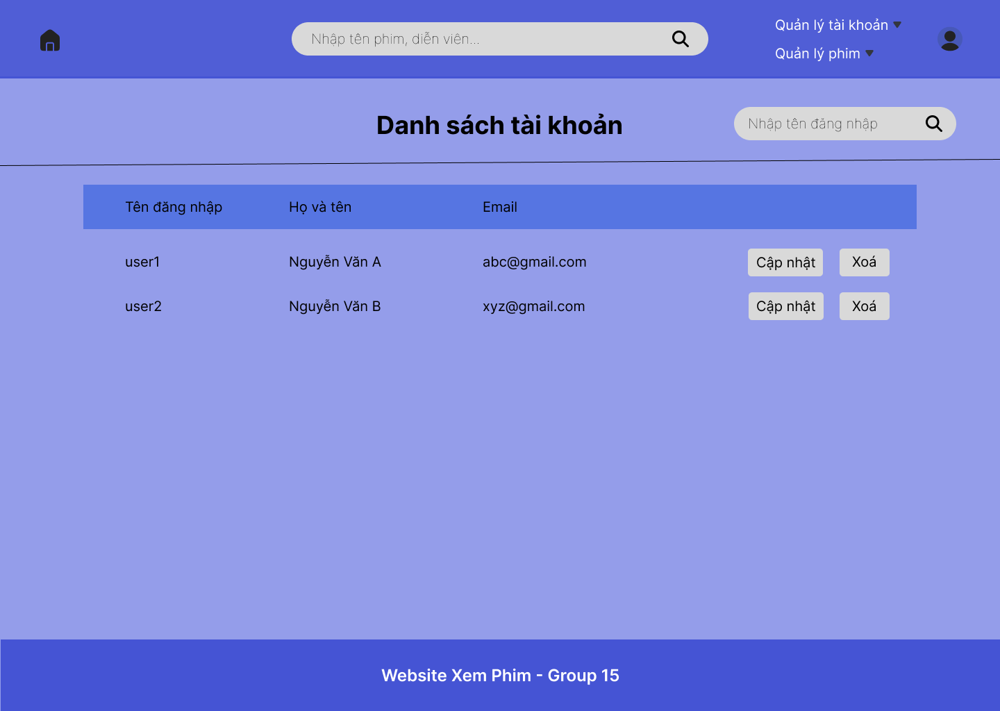 Nhập tên phim, diễn viên...
Quản lý tài khoản
Quản lý phim
Danh sách tài khoản
Nhập tên đăng nhập
Tên đăng nhập Họ và tên Email
user1 Nguyễn Văn A abc@gmail.com Cập nhật Xoá
user2 Nguyễn Văn B xyz@gmail.com Cập nhật Xoá
Website Xem Phim - Group 15